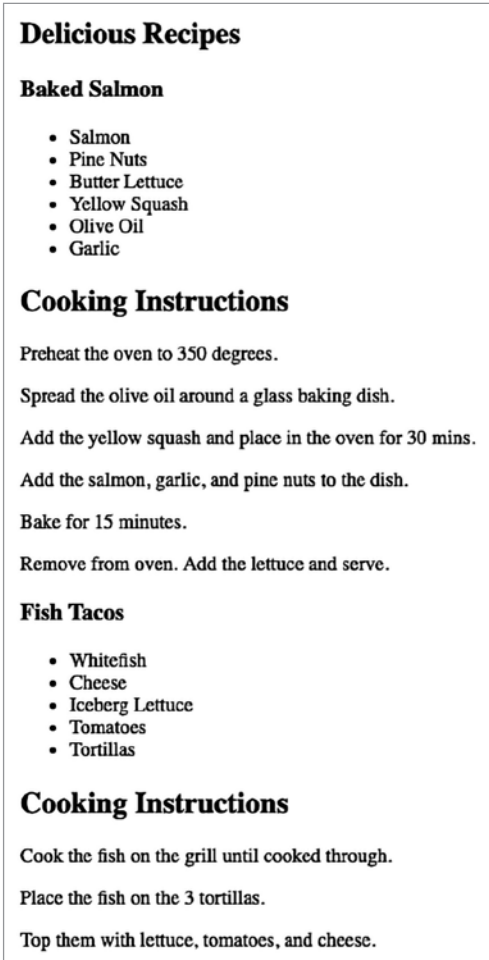 Delicious Recipes
Baked Salmon
• Salmon
• Pine Nuts
• Butter Lettuce
• Yellow Squash
• Olive Oil
• Garlic
Cooking Instructions
Preheat the oven to 350 degrees.
Spread the olive oil around a glass baking dish.
Add the yellow squash and place in the oven for 30 mins.
Add the salmon, garlic, and pine nuts to the dish.
Bake for 15 minutes.
Remove from oven. Add the lettuce and serve.
Fish Tacos
• Whitefish
• Cheese
• Iceberg Lettuce
• Tomatoes
• Tortillas
Cooking Instructions
Cook the fish on the grill until cooked through.
Place the fish on the 3 tortillas.
Top them with lettuce, tomatoes, and cheese.